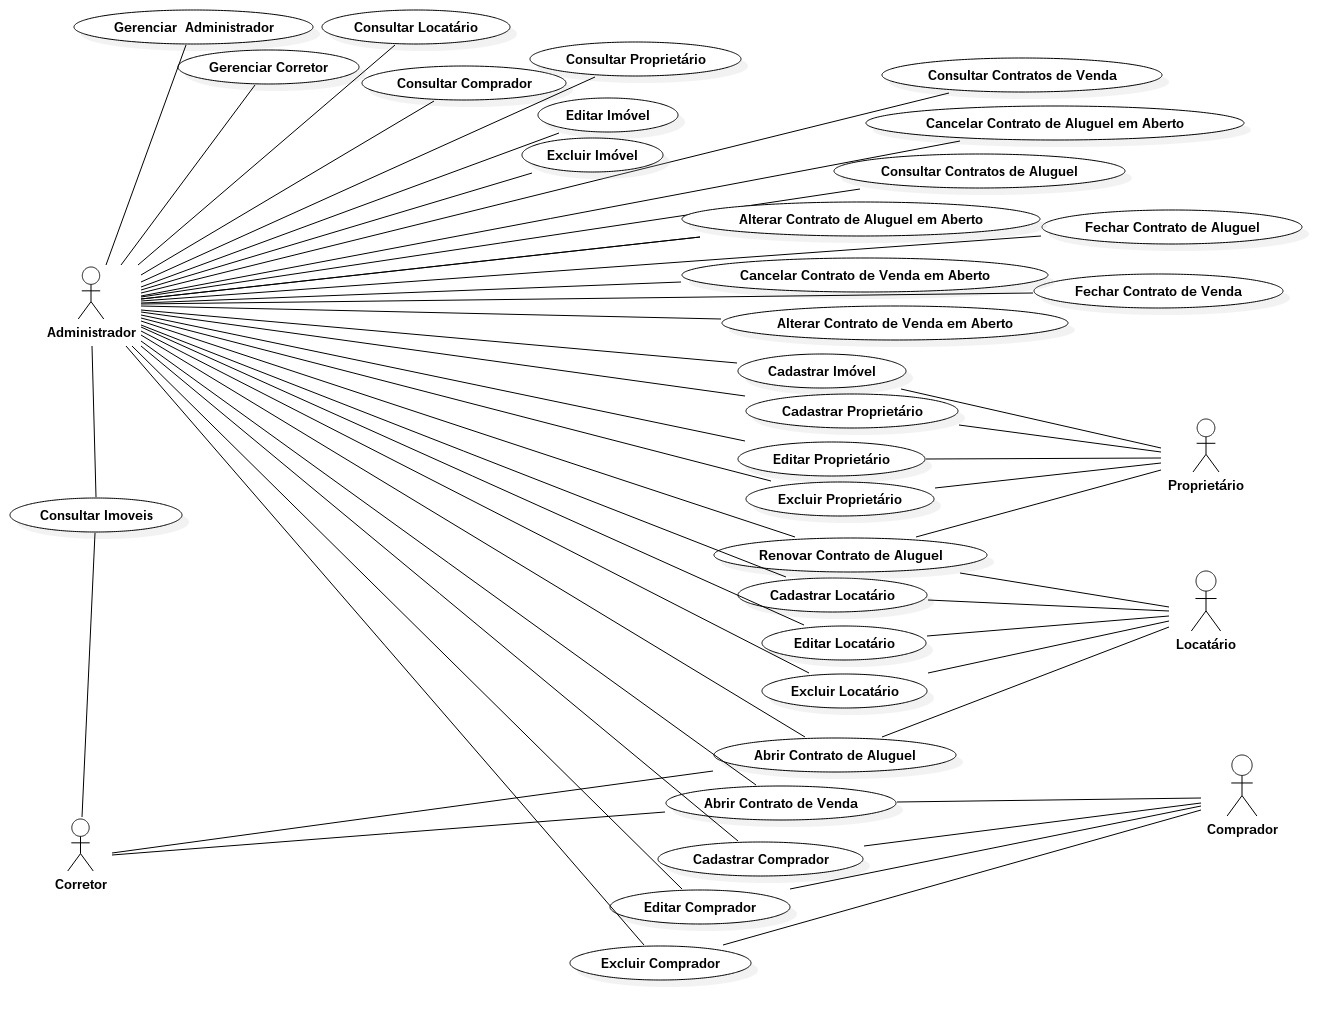 Gerenciar  Administrador
Consultar Locatário
Gerenciar Corretor
Consultar Proprietário
Consultar Comprador
Consultar Contratos de Venda
Editar Imóvel
Cancelar Contrato de Aluguel em Aberto
Excluir Imóvel
Consultar Contratos de Aluguel
Alterar Contrato de Aluguel em Aberto
Fechar Contrato de Aluguel
Cancelar Contrato de Venda em Aberto
Fechar Contrato de Venda
Alterar Contrato de Venda em Aberto
Administrador
Cadastrar Imóvel
Cadastrar Proprietário
Editar Proprietário
Proprietário
Excluir Proprietário
Consultar Imoveis
Renovar Contrato de Aluguel
Cadastrar Locatário
Editar Locatário
Locatário
Excluir Locatário
Abrir Contrato de Aluguel
Abrir Contrato de Venda
Comprador
Cadastrar Comprador
Corretor
Editar Comprador
Excluir Comprador